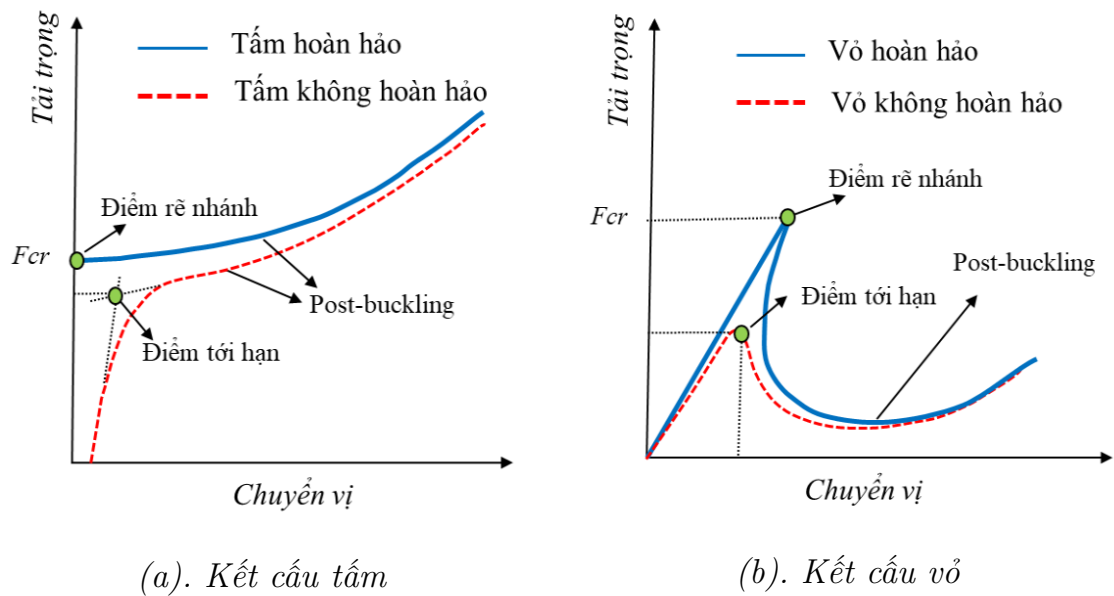 Tải trọng
Tấm hoàn hảo
Tấm không hoàn hảo
Điểm rẽ nhánh
Fcr
Post-buckling
Điểm tới hạn
Chuyển vị
(a). Kết cấu tấm
Tải trọng
Vỏ hoàn hảo
Vỏ không hoàn hảo
Điểm rẽ nhánh
Fcr
Post-buckling
Điểm tới hạn
Chuyển vị
(b). Kết cấu vỏ